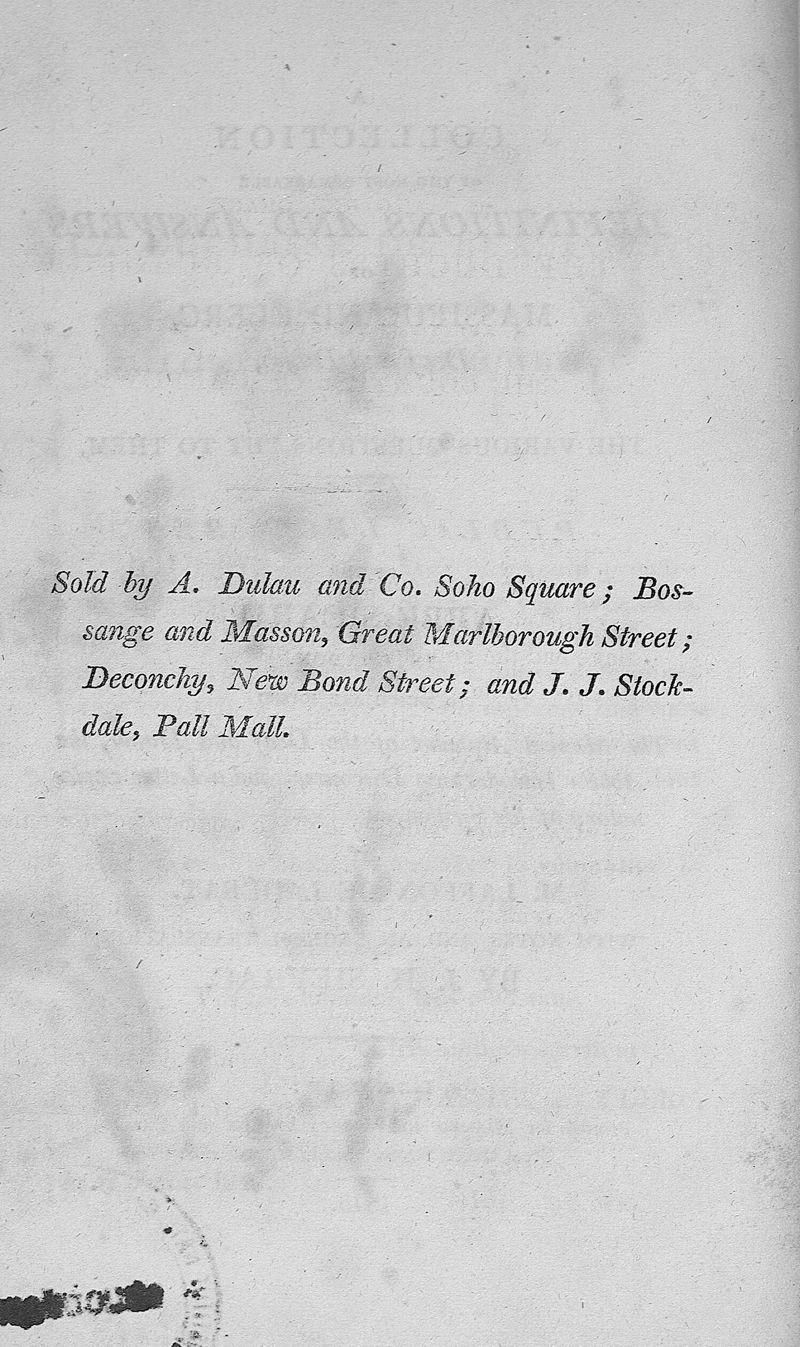 Sold by A. Dulau and Co. Soho Square; Bos-
sange and Masson, Great Marlborough Street;
Deconchy, New Bond Street; and J. J. Stock-
dale, Pall Mall.